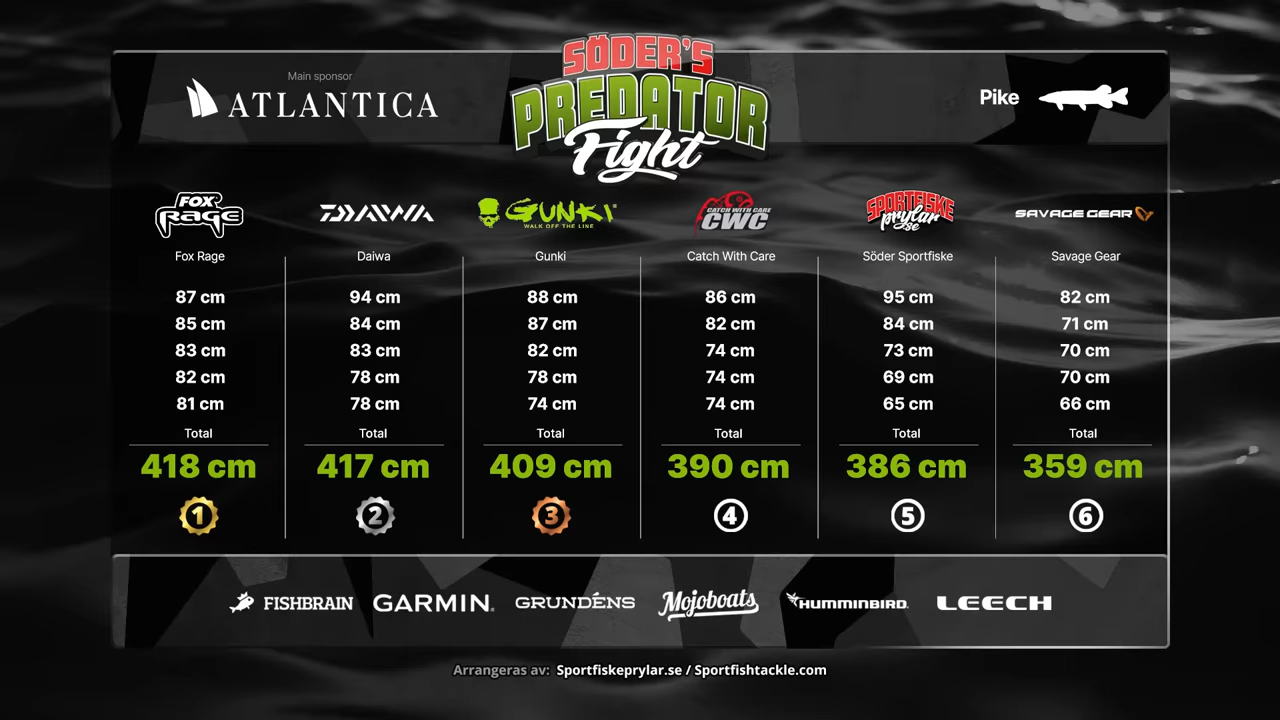 SÖDER'S
PREDATOR
Fight
Main sponsor
ATLANTICA
Pike
FOX
RAGE
DAIWA
GUNKI
WALK OFF THE LINE
CATCH WITH CARE
CWC
SPORTFISKE
prylar
.se
SAVAGE GEAR
Fox Rage Daiwa Gunki Catch With Care Söder Sportfiske Savage Gear
87 cm 94 cm 88 cm 86 cm 95 cm 82 cm
85 cm 84 cm 87 cm 82 cm 84 cm 71 cm
83 cm 83 cm 82 cm 74 cm 73 cm 70 cm
82 cm 78 cm 78 cm 74 cm 69 cm 70 cm
81 cm 78 cm 74 cm 74 cm 65 cm 66 cm
Total Total Total Total Total Total
418 cm 417 cm 409 cm 390 cm 386 cm 359 cm
1 2 3 4 5 6
FISHBRAIN GARMIN® GRUNDÉNS Mojoboats HUMMINBIRD® LEECH
Arrangeras av: Sportfiskeprylar.se / Sportfishtackle.com